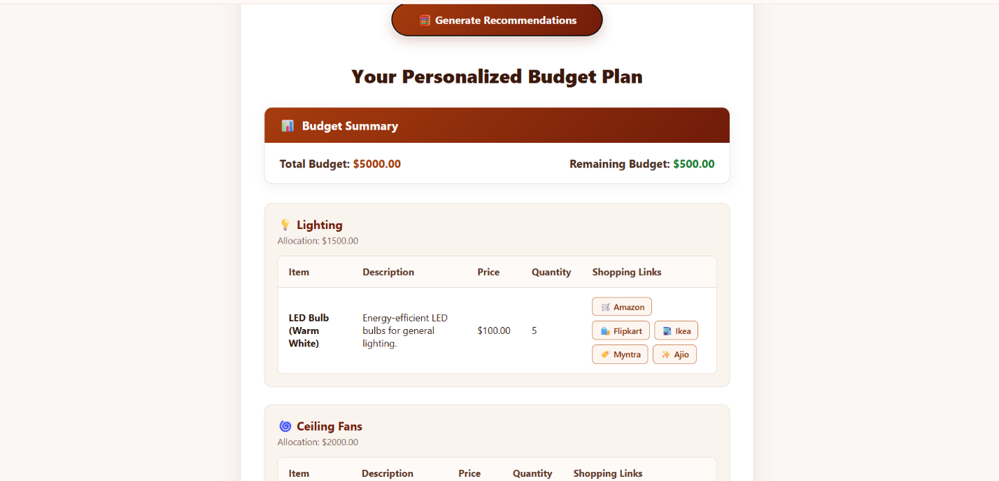 Generate Recommendations
Your Personalized Budget Plan
Budget Summary
Total Budget: $5000.00 Remaining Budget: $500.00
Lighting
Allocation: $1500.00
Item Description Price Quantity Shopping Links
LED Bulb
(Warm
White)
Energy-efficient LED
bulbs for general
lighting.
$100.00
5
Amazon
Flipkart Ikea
Myntra Ajio
Ceiling Fans
Allocation: $2000.00
Item Description Price Quantity Shopping Links